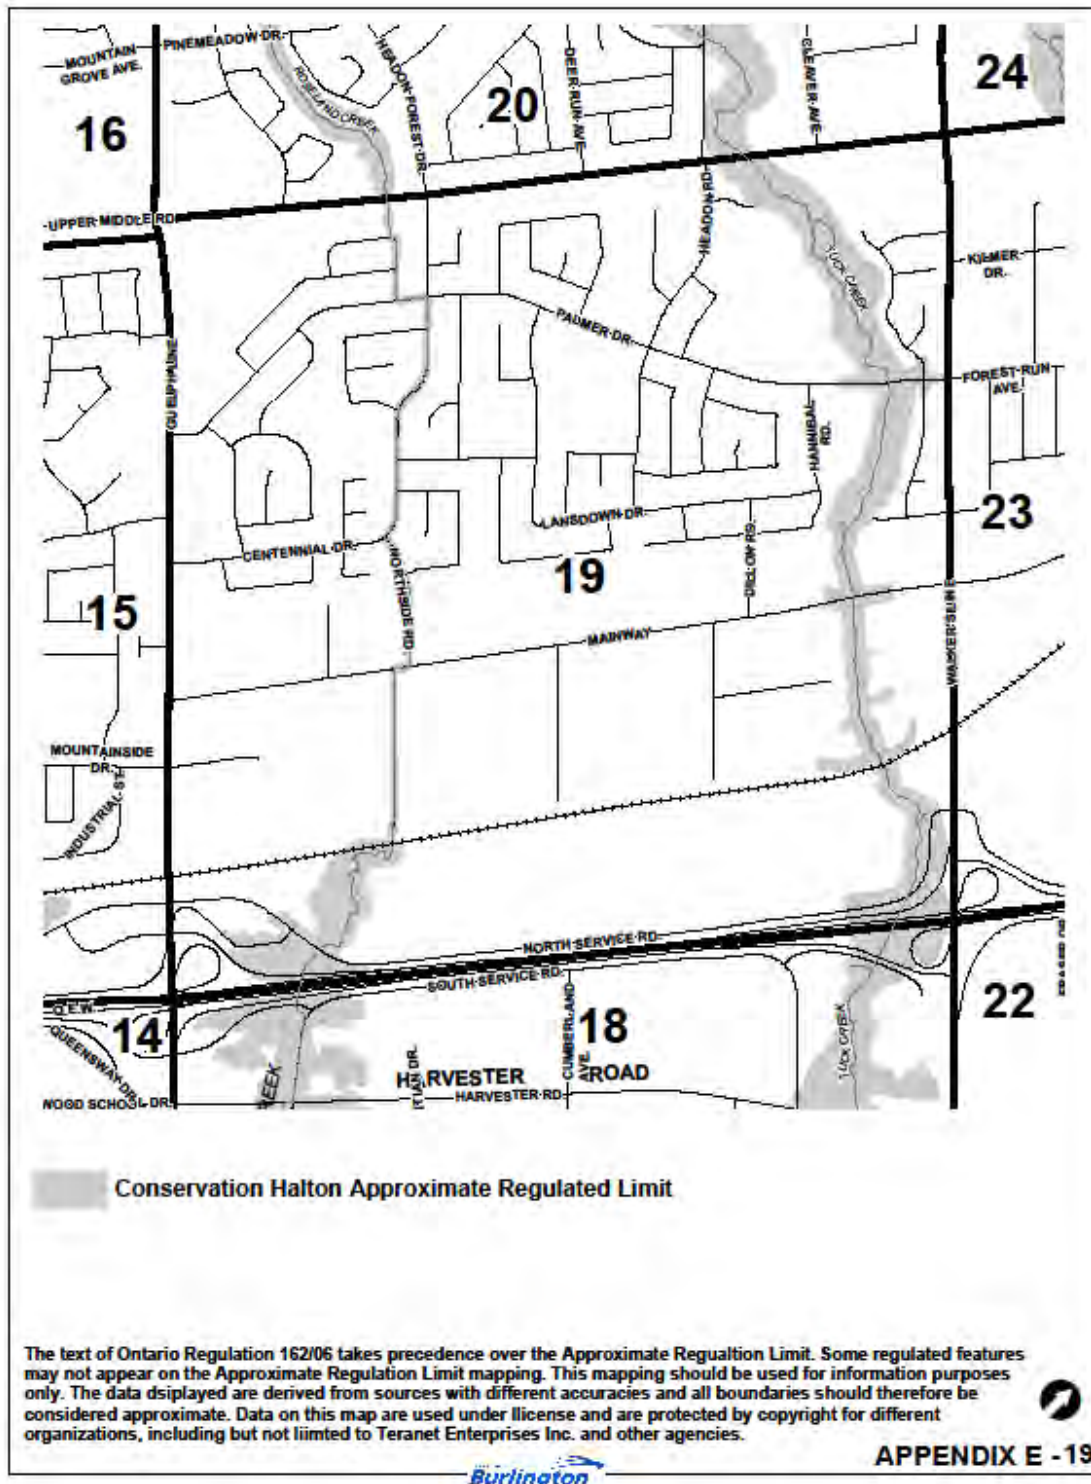 MOUNTAIN
GROVE AVE.
PINEMEADOW DR.
ROSELAND CREEK
HEADON FOREST DR.
DEER RUN AVE.
CLEAVER AVE.
24
20
16
UPPER MIDDLE RD
HEADON RD
TUCK CREEK
KILMER
DR.
GUELPH LINE
PALMER DR.
FOREST RUN
AVE.
HANNIBAL
RD.
23
LANSDOWN DR.
CENTENNIAL DR.
NORTHSIDE RD
DILLON RD.
19
15
MAINWAY
WALKERS LINE
MOUNTAINSIDE
DR.
INDUSTRIAL ST.
NORTH SERVICE RD
SOUTH SERVICE RD.
Q.E.W.
14
QUEENSWAY DR.
18
22
CUMBERLAND
AVE.
TUCK CREEK
HARVESTER ROAD
HARVESTER RD
TIAN DR.
REEK
WOOD SCHOOL DR.
Conservation Halton Approximate Regulated Limit
The text of Ontario Regulation 162/06 takes precedence over the Approximate Regualtion Limit. Some regulated features
may not appear on the Approximate Regulation Limit mapping. This mapping should be used for information purposes
only. The data dsiplayed are derived from sources with different accuracies and all boundaries should therefore be
considered approximate. Data on this map are used under llicense and are protected by copyright for different
organizations, including but not liimted to Teranet Enterprises Inc. and other agencies.
APPENDIX E - 19
Burlington